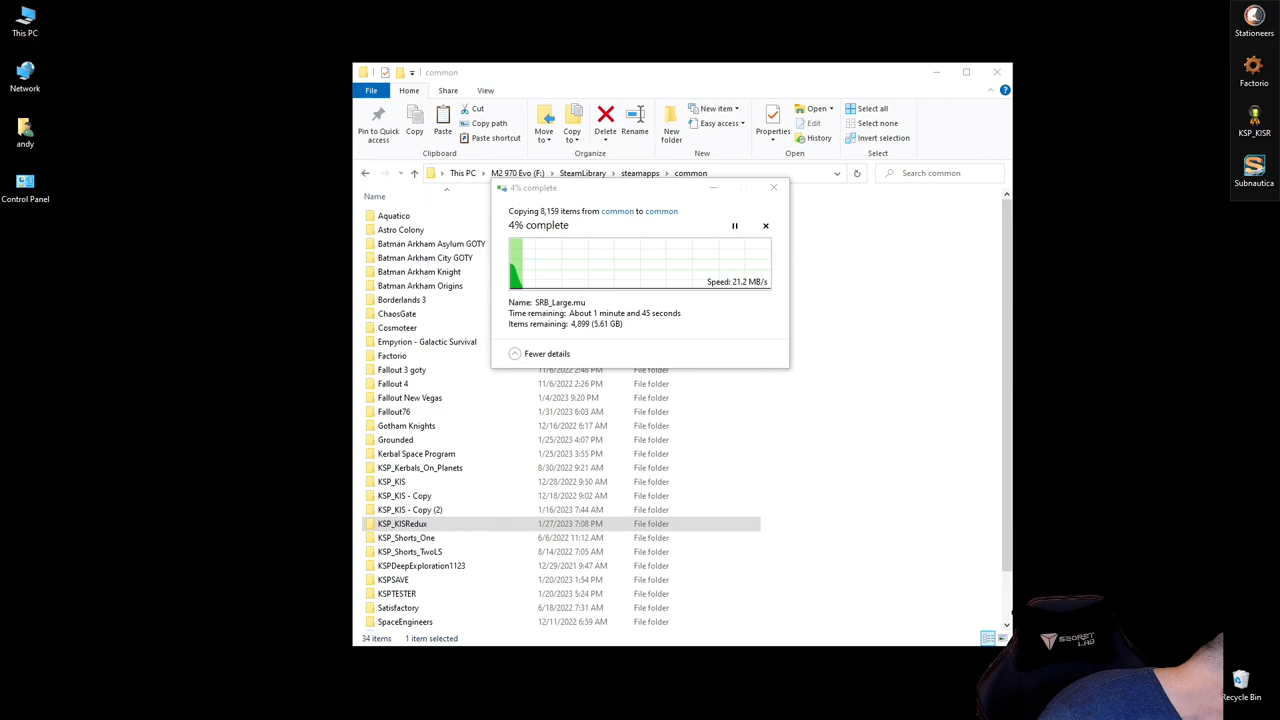 This PC
Network
andy
Control Panel
Stationeers
Factorio
KSP_KISR
Subnautica
Recycle Bin
common
File
Home
Share
View
Pin to Quick access
Copy
Paste
Cut
Copy path
Paste shortcut
Clipboard
Move to
Copy to
Delete
Rename
Organize
New folder
New item
Easy access
New
Properties
Open
Edit
History
Open
Select all
Select none
Invert selection
Select
This PC > M2 970 Evo (F:) > SteamLibrary > steamapps > common
Search common
Name
4% complete
Copying 8,159 items from common to common
4% complete
Speed: 21.2 MB/s
Name: SRB_Large.mu
Time remaining: About 1 minute and 45 seconds
Items remaining: 4,899 (5.61 GB)
Fewer details
Aquatico
Astro Colony
Batman Arkham Asylum GOTY
Batman Arkham City GOTY
Batman Arkham Knight
Batman Arkham Origins
Borderlands 3
ChaosGate
Cosmoteer
Empyrion - Galactic Survival
Factorio
Fallout 3 goty 11/6/2022 2:48 PM File folder
Fallout 4 11/6/2022 2:26 PM File folder
Fallout New Vegas 1/4/2023 9:20 PM File folder
Fallout76 1/31/2023 6:03 AM File folder
Gotham Knights 12/16/2022 6:17 AM File folder
Grounded 1/25/2023 4:07 PM File folder
Kerbal Space Program 1/25/2023 3:55 PM File folder
KSP_Kerbals_On_Planets 8/30/2022 9:21 AM File folder
KSP_KIS 12/28/2022 9:50 AM File folder
KSP_KIS - Copy 12/18/2022 9:02 AM File folder
KSP_KIS - Copy (2) 1/16/2023 7:44 AM File folder
KSP_KISRedux 1/27/2023 7:08 PM File folder
KSP_Shorts_One 6/6/2022 11:12 AM File folder
KSP_Shorts_TwoLS 8/14/2022 7:05 AM File folder
KSPDeepExploration1123 12/29/2021 9:47 AM File folder
KSPSAVE 1/20/2023 1:54 PM File folder
KSPTESTER 1/20/2023 5:24 PM File folder
Satisfactory 6/18/2022 7:31 AM File folder
SpaceEngineers 12/11/2022 6:59 AM File folder
34 items 1 item selected
SECRET LAB